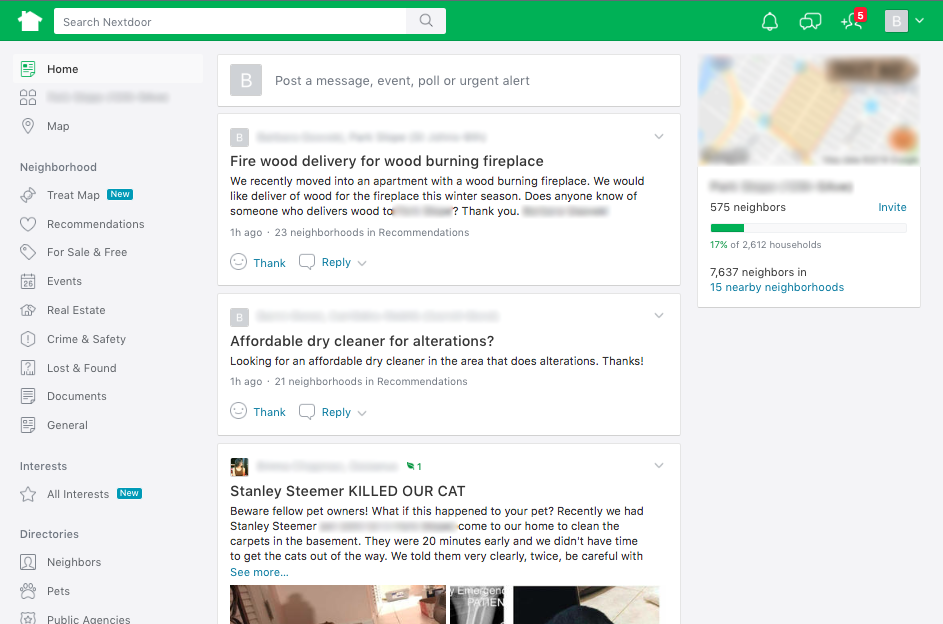 Search Nextdoor
5
B
Home
Map
Neighborhood
Treat Map New
Recommendations
For Sale & Free
26 Events
Real Estate
Crime & Safety
Lost & Found
Documents
General
Interests
All Interests New
Directories
Neighbors
Pets
Public Agencies
B Post a message, event, poll or urgent alert
B
Fire wood delivery for wood burning fireplace
We recently moved into an apartment with a wood burning fireplace. We would
like deliver of wood for the fireplace this winter season. Does anyone know of
someone who delivers wood to ? Thank you.
1h ago · 23 neighborhoods in Recommendations
Thank Reply
B
Affordable dry cleaner for alterations?
Looking for an affordable dry cleaner in the area that does alterations. Thanks!
1h ago · 21 neighborhoods in Recommendations
Thank Reply
1
Stanley Steemer KILLED OUR CAT
Beware fellow pet owners! What if this happened to your pet? Recently we had
Stanley Steemer come to our home to clean the
carpets in the basement. They were 20 minutes early and we didn't have time
to get the cats out of the way. We told them very clearly, twice, be careful with
See more...
y Emergenc
PATIEN
575 neighbors Invite
17% of 2,612 households
7,637 neighbors in
15 nearby neighborhoods